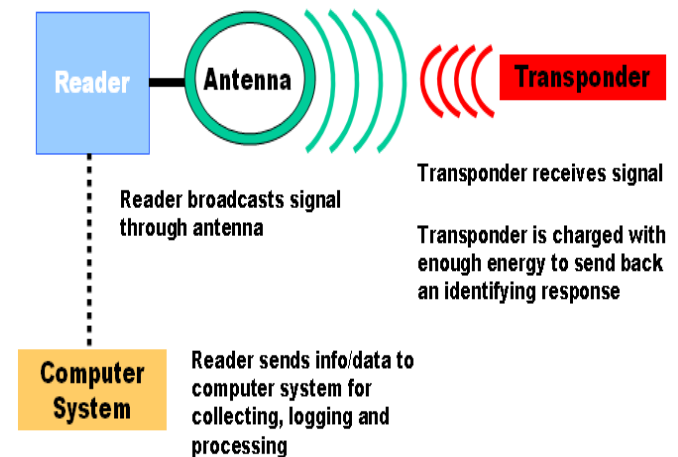 Reader
Antenna
Transponder
Reader broadcasts signal
through antenna
Transponder receives signal
Transponder is charged with
enough energy to send back
an identifying response
Computer
System
Reader sends info/data to
computer system for
collecting, logging and
processing